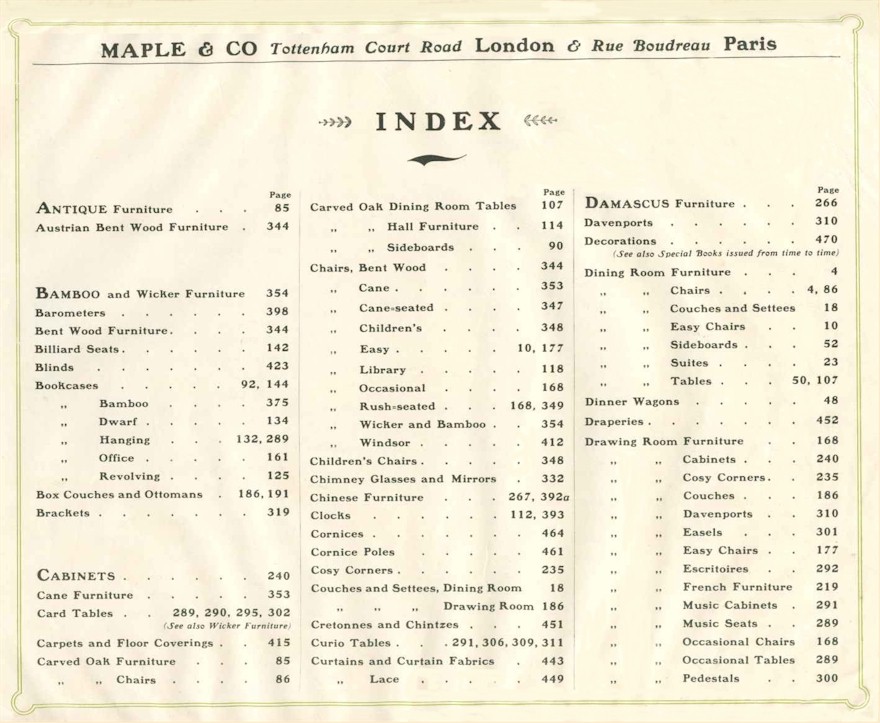 MAPLE & CO Tottenham Court Road London & Rue Boudreau Paris
INDEX
Page
ANTIQUE Furniture . . . 85
Austrian Bent Wood Furniture . 344
BAMBOO and Wicker Furniture 354
Barometers . . . . . . 398
Bent Wood Furniture . . . . 344
Billiard Seats . . . . . . 142
Blinds . . . . . . 423
Bookcases . . . . . 92, 144
„ Bamboo . . . . 375
„ Dwarf . . . . . 134
„ Hanging . . . 132, 289
„ Office . . . . . 161
„ Revolving . . . . 125
Box Couches and Ottomans . 186, 191
Brackets . . . . . . . 319
CABINETS . . . . . . 240
Cane Furniture . . . . . 353
Card Tables . . 289, 290, 295, 302
(See also Wicker Furniture)
Carpets and Floor Coverings . . 415
Carved Oak Furniture . . . 85
„ „ Chairs . . . . 86
Page
Carved Oak Dining Room Tables 107
„ „ Hall Furniture . . 114
„ „ Sideboards . . . 90
Chairs, Bent Wood . . . . 344
„ Cane . . . . . . 353
„ Cane-seated . . . . 347
„ Children's . . . . 348
„ Easy . . . . . 10, 177
„ Library . . . . . 118
„ Occasional . . . . 168
„ Rush-seated . . . 168, 349
„ Wicker and Bamboo . . 354
„ Windsor . . . . . 412
Children's Chairs . . . . . 348
Chimney Glasses and Mirrors . 332
Chinese Furniture . . . 267, 392a
Clocks . . . . . . 112, 393
Cornices . . . . . . . 464
Cornice Poles . . . . . 461
Cosy Corners . . . . . . 235
Couches and Settees, Dining Room 18
„ „ „ Drawing Room 186
Cretonnes and Chintzes . . . 451
Curio Tables . . . 291, 306, 309, 311
Curtains and Curtain Fabrics . 443
„ Lace . . . . . 449
Page
DAMASCUS Furniture . . . 266
Davenports . . . . . . 310
Decorations . . . . . . 470
(See also Special Books issued from time to time)
Dining Room Furniture . . . 4
„ „ Chairs . . . . 4, 86
„ „ Couches and Settees 18
„ „ Easy Chairs . . 10
„ „ Sideboards . . . 52
„ „ Suites . . . . 23
„ „ Tables . . . 50, 107
Dinner Wagons . . . . . 48
Draperies . . . . . . . 452
Drawing Room Furniture . . 168
„ „ Cabinets . . 240
„ „ Cosy Corners . . 235
„ „ Couches . . . 186
„ „ Davenports . . 310
„ „ Easels . . . 301
„ „ Easy Chairs . . 177
„ „ Escritoires . . 292
„ „ French Furniture 219
„ „ Music Cabinets . 291
„ „ Music Seats . . 289
„ „ Occasional Chairs 168
„ „ Occasional Tables 289
„ „ Pedestals . . 300